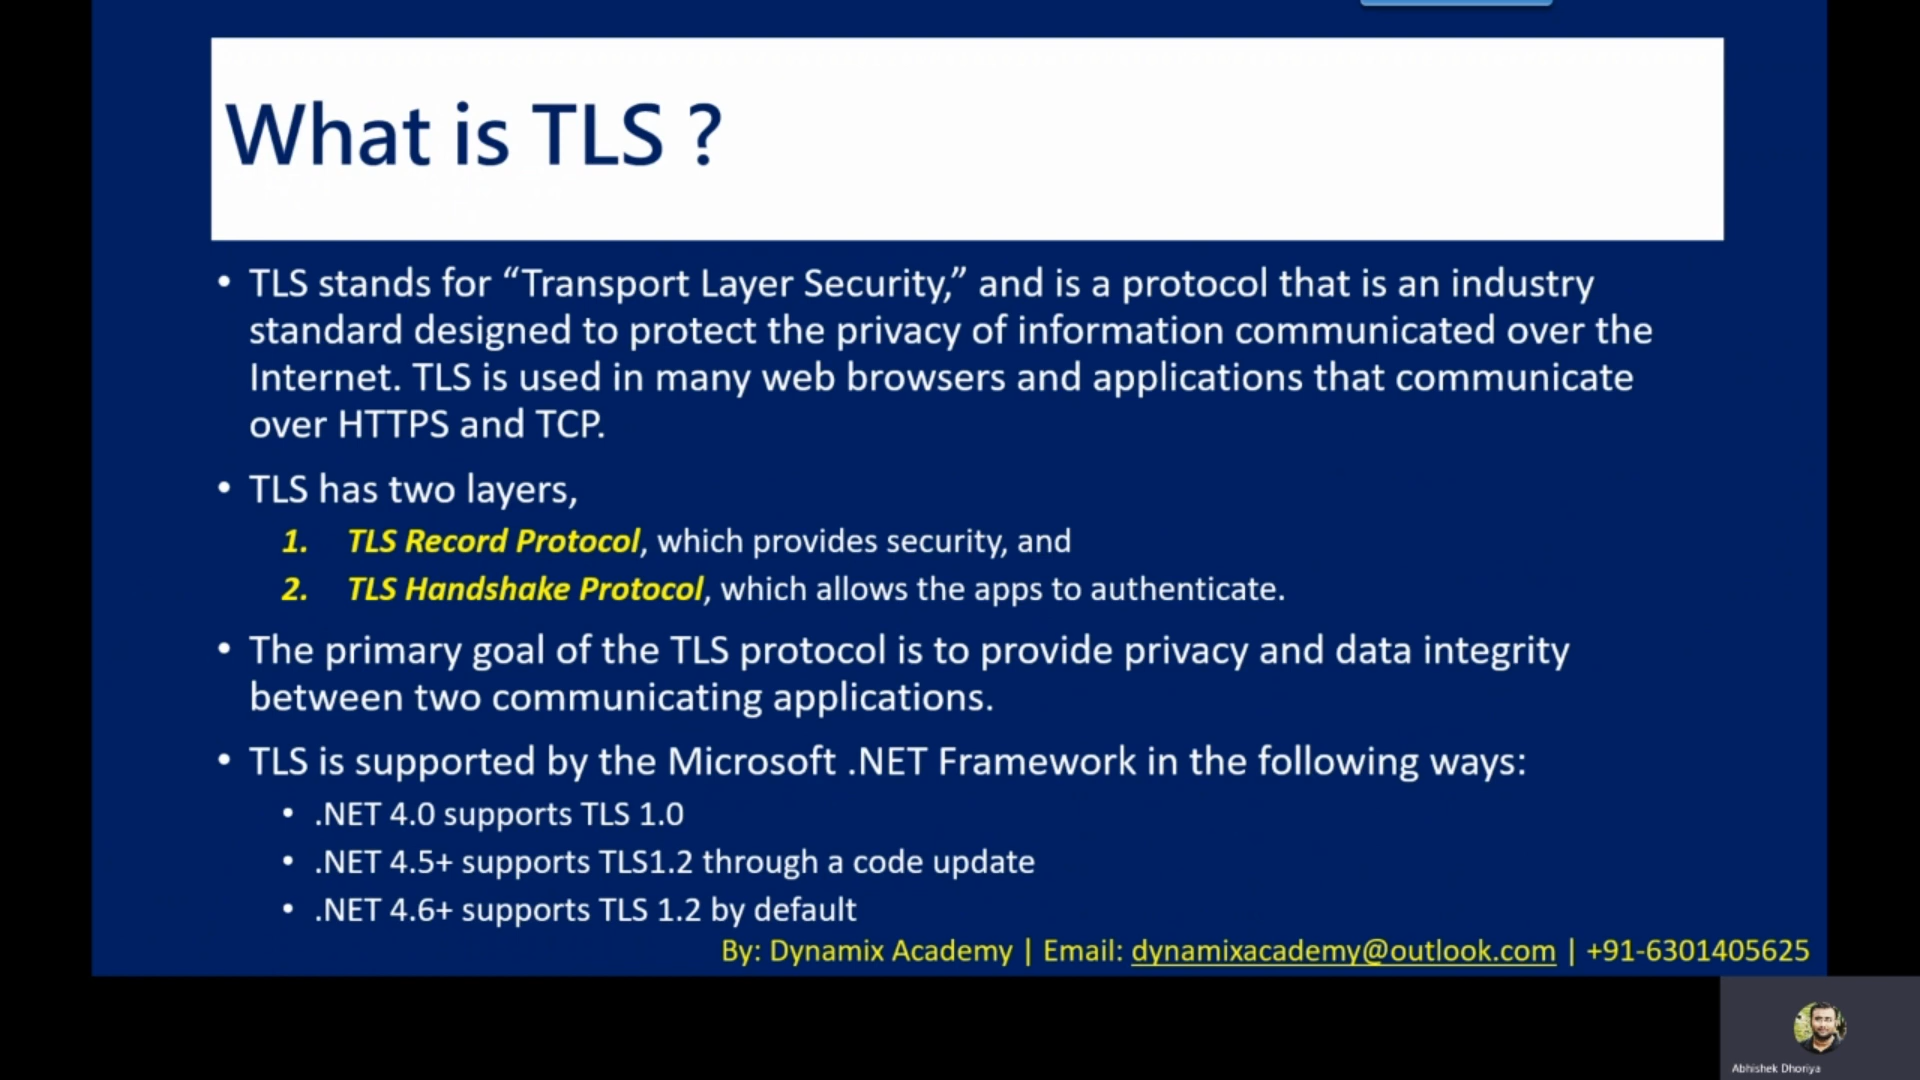 What is TLS ?
• TLS stands for “Transport Layer Security,” and is a protocol that is an industry
standard designed to protect the privacy of information communicated over the
Internet. TLS is used in many web browsers and applications that communicate
over HTTPS and TCP.
• TLS has two layers,
1. TLS Record Protocol, which provides security, and
2. TLS Handshake Protocol, which allows the apps to authenticate.
• The primary goal of the TLS protocol is to provide privacy and data integrity
between two communicating applications.
• TLS is supported by the Microsoft .NET Framework in the following ways:
• .NET 4.0 supports TLS 1.0
• .NET 4.5+ supports TLS1.2 through a code update
• .NET 4.6+ supports TLS 1.2 by default
By: Dynamix Academy | Email: dynamixacademy@outlook.com | +91-6301405625
Abhishek Dhoriya